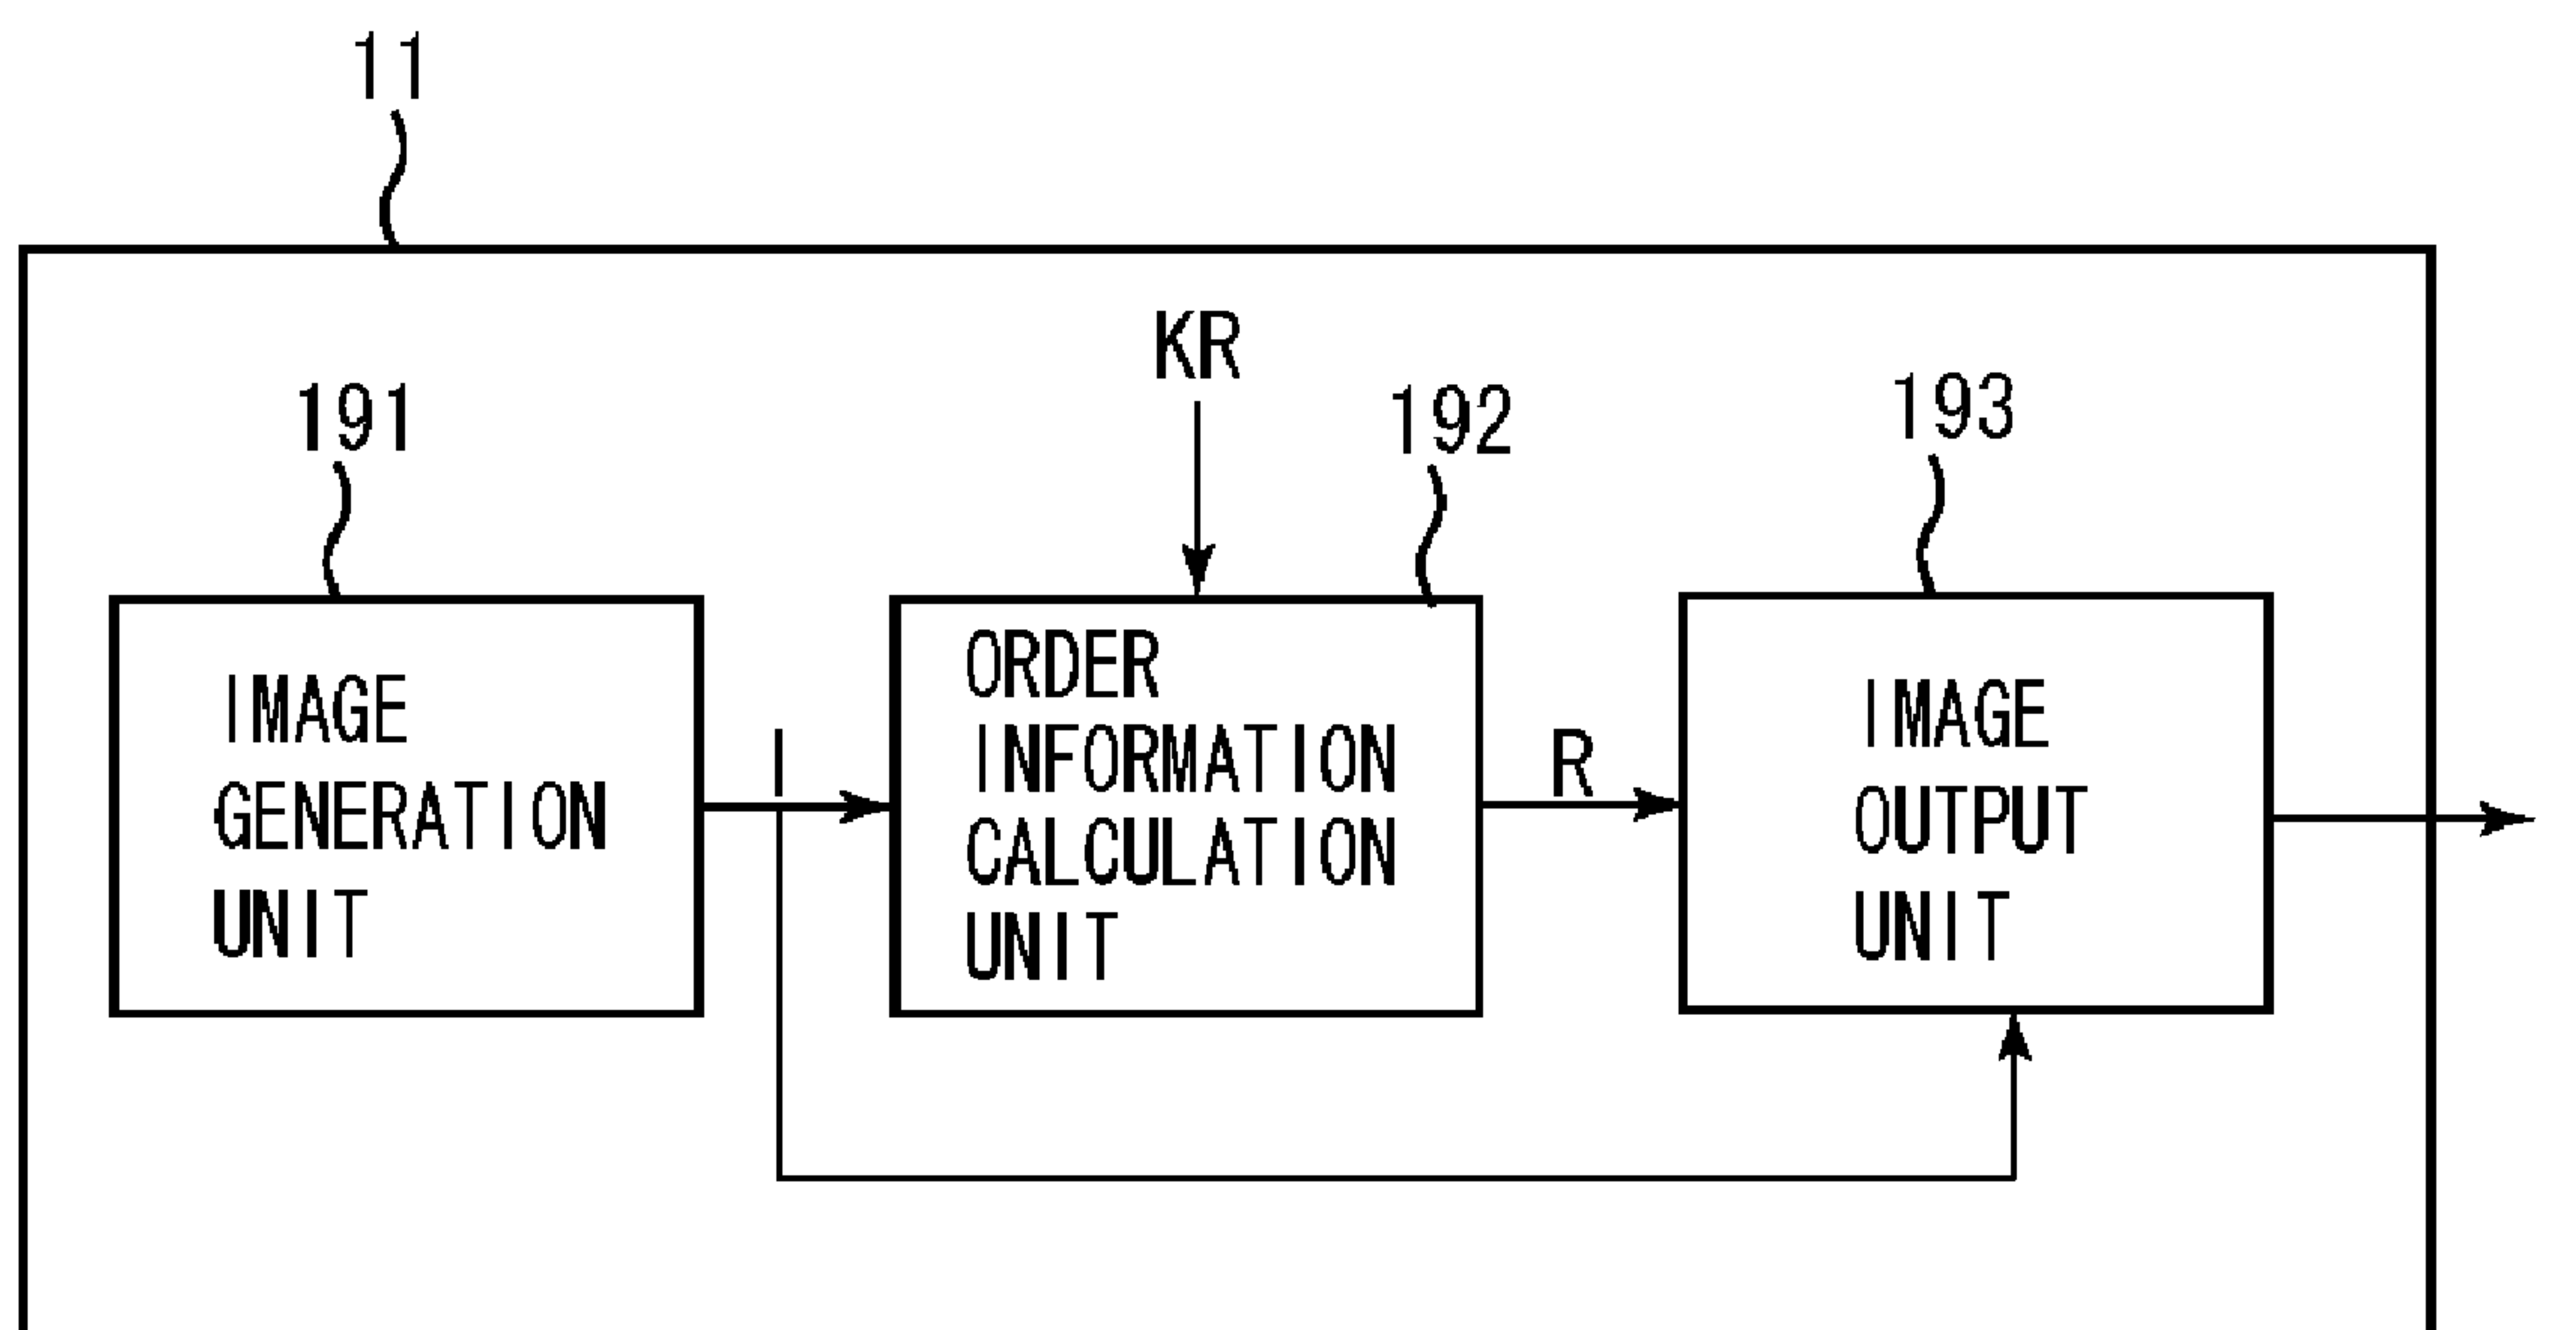 11
KR
191
192
193
IMAGE
GENERATION
UNIT
I
ORDER
INFORMATION
CALCULATION
UNIT
R
IMAGE
OUTPUT
UNIT